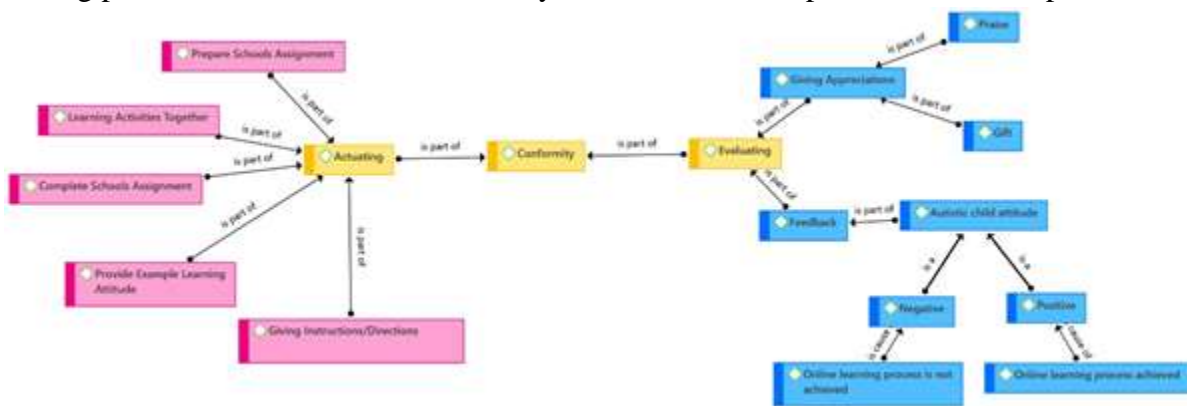 Prepare Schools Assignment
is part of
Learning Activities Together
is part of
Complete Schools Assignment
is part of
Actuating
is part of
Conformity
is part of
Evaluating
is part of
Provide Example Learning
Attitude
is part of
Giving Instructions/Directions
is part of
Praise
is part of
Giving Appreciations
is part of
Gift
is part of
Feedback
is part of
Autistic child attitude
is a
is a
Negative
Positive
is cause
cause of
Online learning process is not
achieved
Online learning process achieved